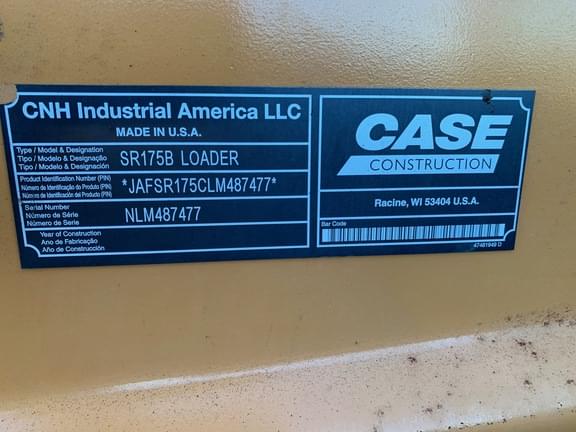 CNH Industrial America LLC
MADE IN U.S.A.
Type / Model & Designation
Tipo / Modelo & Designação
Tipo / Modelo & Designación
SR175B LOADER
Product Identification Number (PIN)
Número de Identificação do Produto (PIN)
Número de Identificación del Producto (PIN)
*JAFSR175CLM487477*
Serial Number
Número de Série
Número de Serie
NLM487477
Year of Construction
Ano de Fabricação
Año de Construcción
CASE
CONSTRUCTION
Racine, WI 53404 U.S.A.
Bar Code
47481949 D